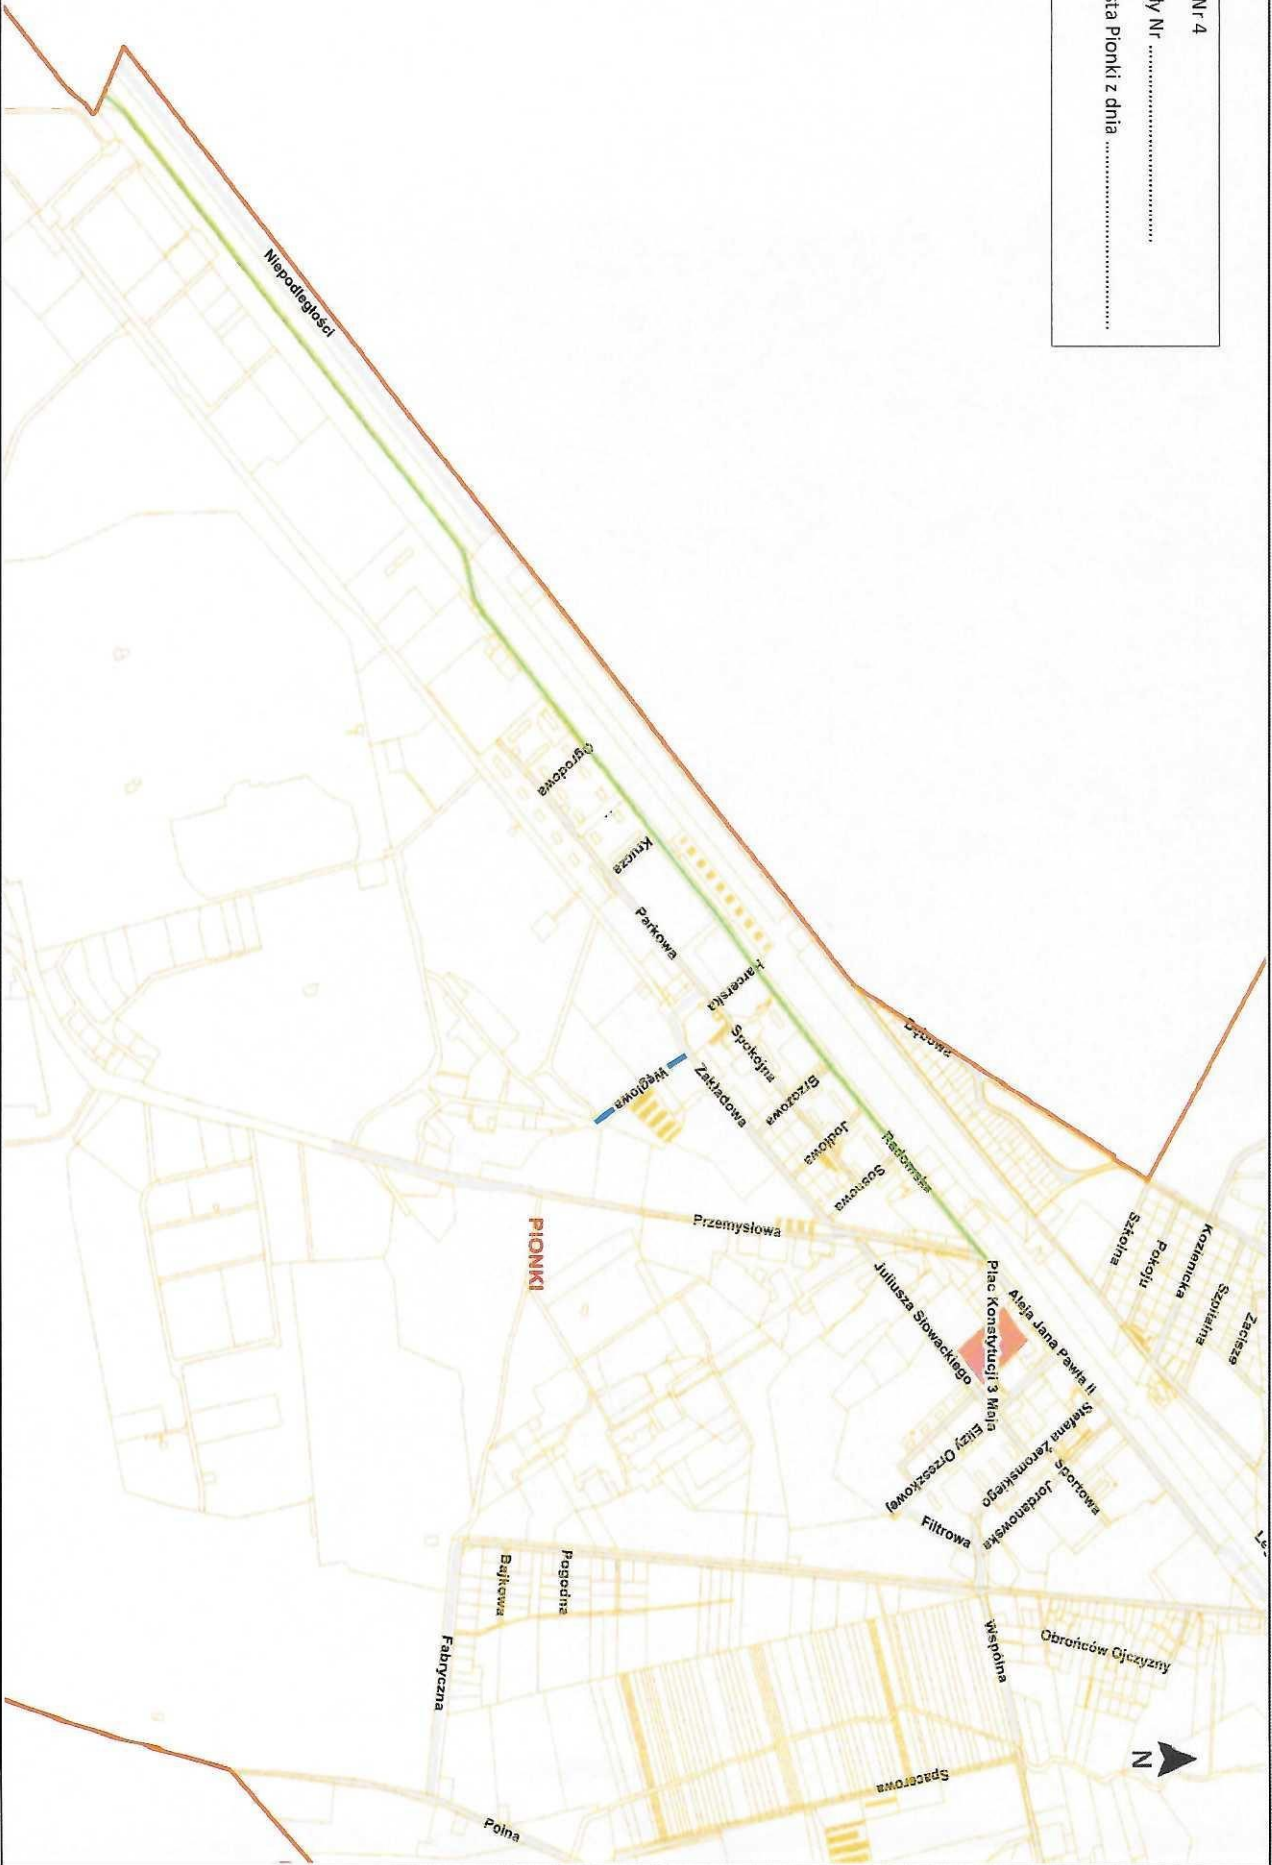 Nr 4
ły Nr ....................................
sta Pionki z dnia ....................................
Niepodległości
Ogrodowa
Krucza
Parkowa
Harcerska
Spokojna
Węglowa
Zakładowa
Brzozowa
Jodłowa
Sosnowa
Radomska
Dębowa
Przemysłowa
PIONKI
Szkolna
Pokoju
Kozienicka
Szpitalna
Zacisze
Plac Konstytucji 3 Maja
Aleja Jana Pawła II
Juliusza Słowackiego
Elizy Orzeszkowej
Stefana Żeromskiego
Sportowa
Jordanowska
Filtrowa
Bajkowa
Pogodna
Fabryczna
Wspólna
Obrońców Ojczyzny
Spacerowa
Polna
N